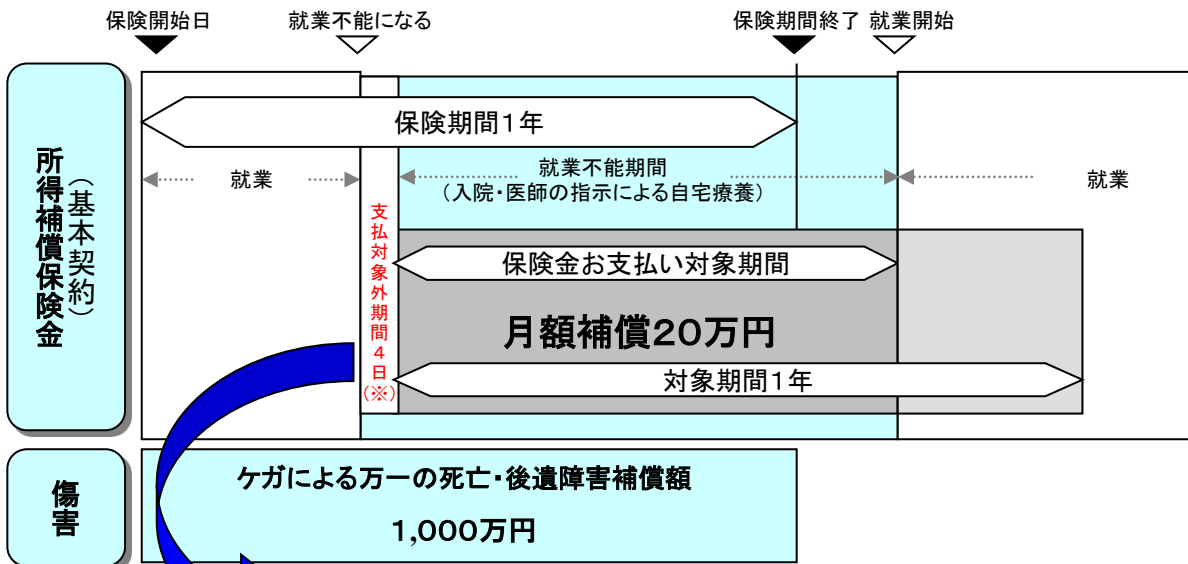 保険開始日
就業不能になる
保険期間終了
就業開始
所得補償保険金
（基本契約）
保険期間１年
就業
就業不能期間
（入院・医師の指示による自宅療養）
就業
支払対象外期間４日（※）
保険金お支払い対象期間
月額補償２０万円
対象期間１年
傷害
ケガによる万一の死亡・後遺障害補償額
１,０００万円